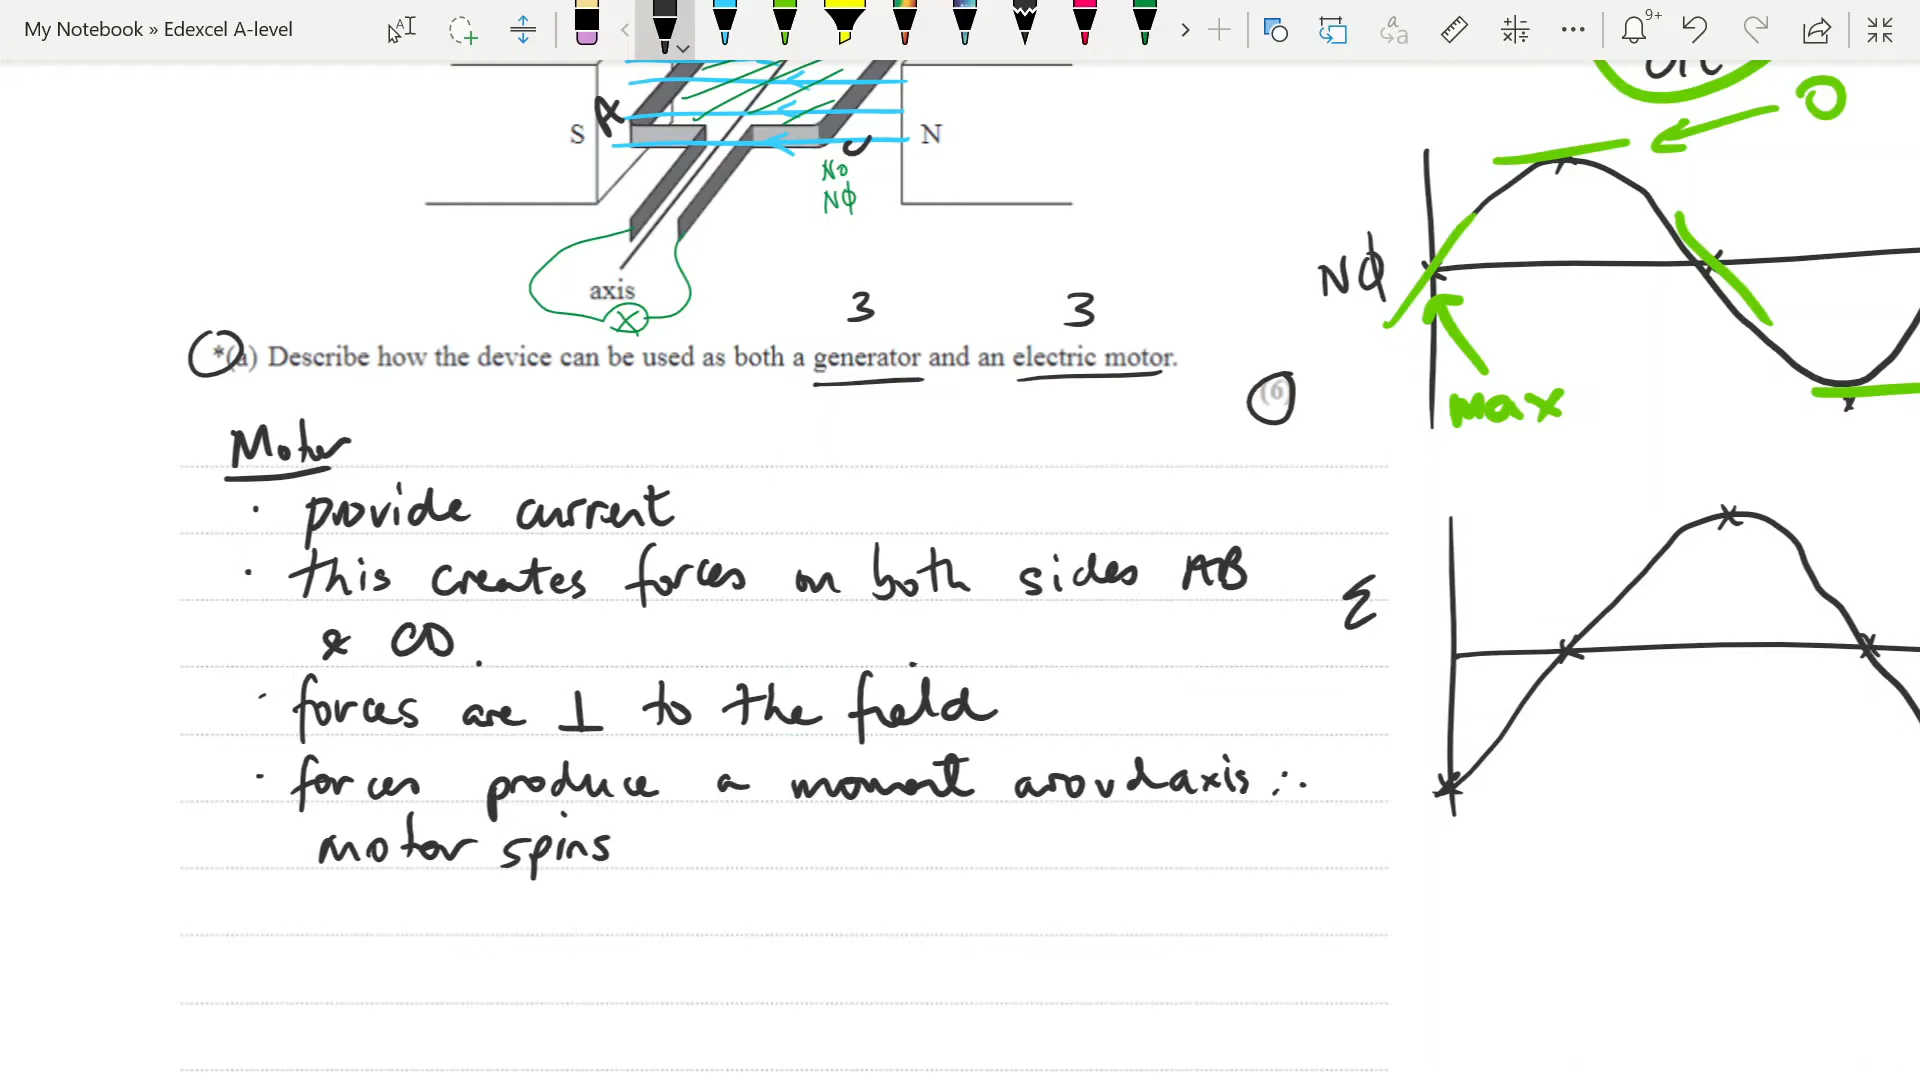 My Notebook » Edexcel A-level
9+
S
A
N
No
NΦ
axis
3 3
*(a) Describe how the device can be used as both a generator and an electric motor.
(6)
Motor
· provide current
· this creates forces on both sides AB
& CD.
· forces are ⊥ to the field
· forces produce a moment around axis ∴
motor spins
0
NΦ
max
ε